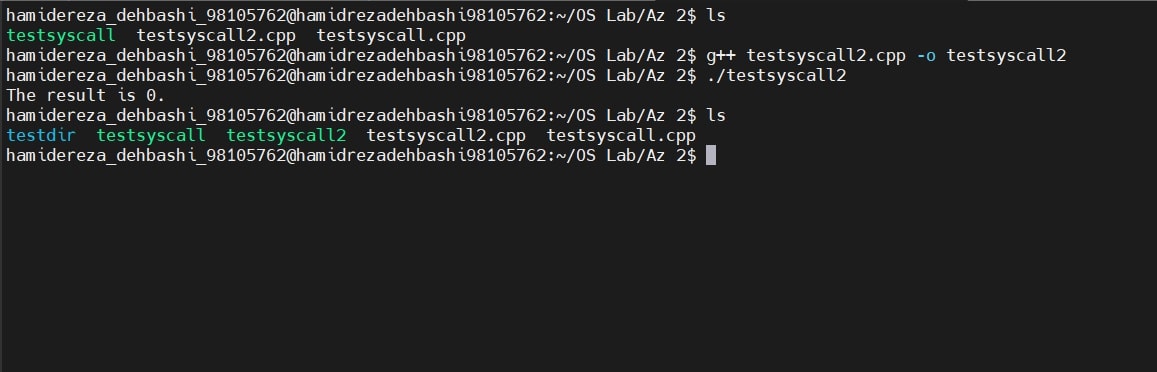 hamidereza_dehbashi_98105762@hamidrezadehbashi98105762:~/OS Lab/Az 2$ ls
testsyscall  testsyscall2.cpp  testsyscall.cpp
hamidereza_dehbashi_98105762@hamidrezadehbashi98105762:~/OS Lab/Az 2$ g++ testsyscall2.cpp -o testsyscall2
hamidereza_dehbashi_98105762@hamidrezadehbashi98105762:~/OS Lab/Az 2$ ./testsyscall2
The result is 0.
hamidereza_dehbashi_98105762@hamidrezadehbashi98105762:~/OS Lab/Az 2$ ls
testdir  testsyscall  testsyscall2  testsyscall2.cpp  testsyscall.cpp
hamidereza_dehbashi_98105762@hamidrezadehbashi98105762:~/OS Lab/Az 2$